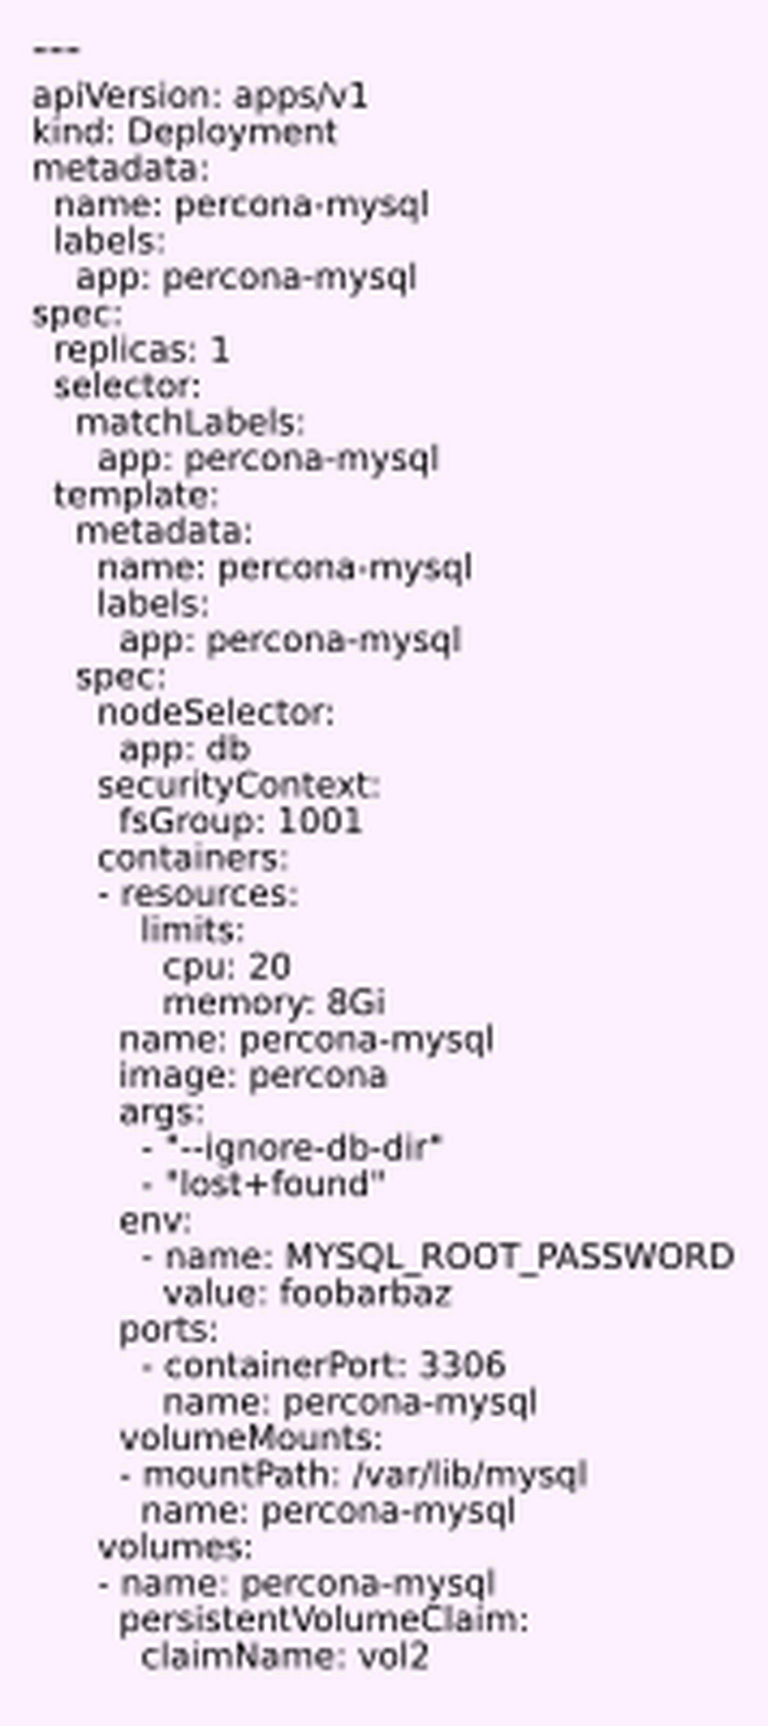 ---
apiVersion: apps/v1
kind: Deployment
metadata:
  name: percona-mysql
  labels:
    app: percona-mysql
spec:
  replicas: 1
  selector:
    matchLabels:
      app: percona-mysql
  template:
    metadata:
      name: percona-mysql
      labels:
        app: percona-mysql
    spec:
      nodeSelector:
        app: db
      securityContext:
        fsGroup: 1001
      containers:
      - resources:
          limits:
            cpu: 20
            memory: 8Gi
        name: percona-mysql
        image: percona
        args:
          - "--ignore-db-dir"
          - "lost+found"
        env:
          - name: MYSQL_ROOT_PASSWORD
            value: foobarbaz
        ports:
          - containerPort: 3306
            name: percona-mysql
        volumeMounts:
        - mountPath: /var/lib/mysql
          name: percona-mysql
      volumes:
      - name: percona-mysql
        persistentVolumeClaim:
          claimName: vol2